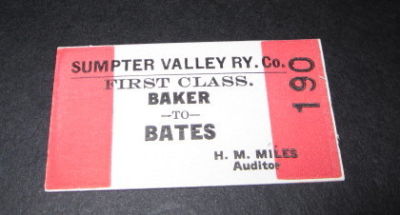 SUMPTER VALLEY RY. Co.
FIRST CLASS.
BAKER
—TO—
BATES
H. M. MILES
Auditor
190